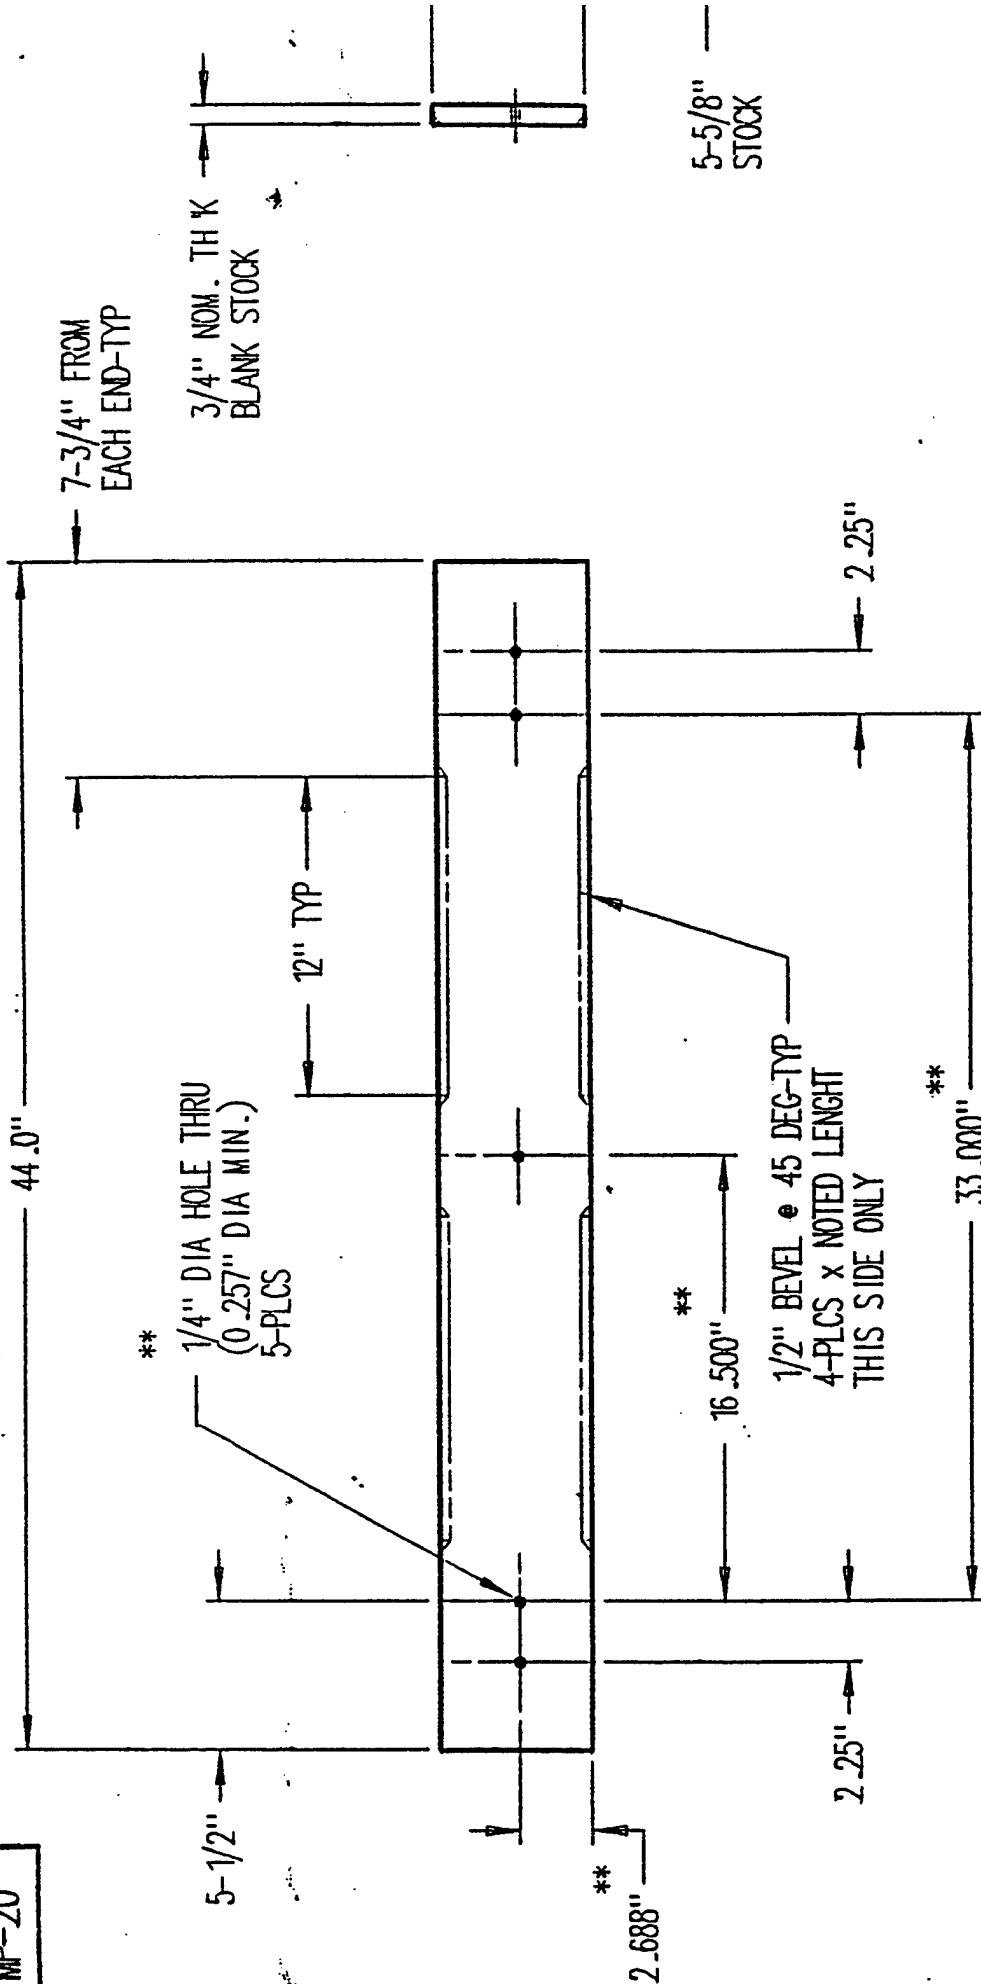 MP-20
44.0"
7-3/4" FROM
EACH END-TYP
3/4" NOM. TH'K
BLANK STOCK
5-5/8"
STOCK
12" TYP
**
1/4" DIA HOLE THRU
(0.257" DIA MIN.)
5-PLCS
5-1/2"
**
2.688"
2.25"
**
16.500"
1/2" BEVEL @ 45 DEG-TYP
4-PLCS x NOTED LENGHT
THIS SIDE ONLY
2.25"
**
33.000"